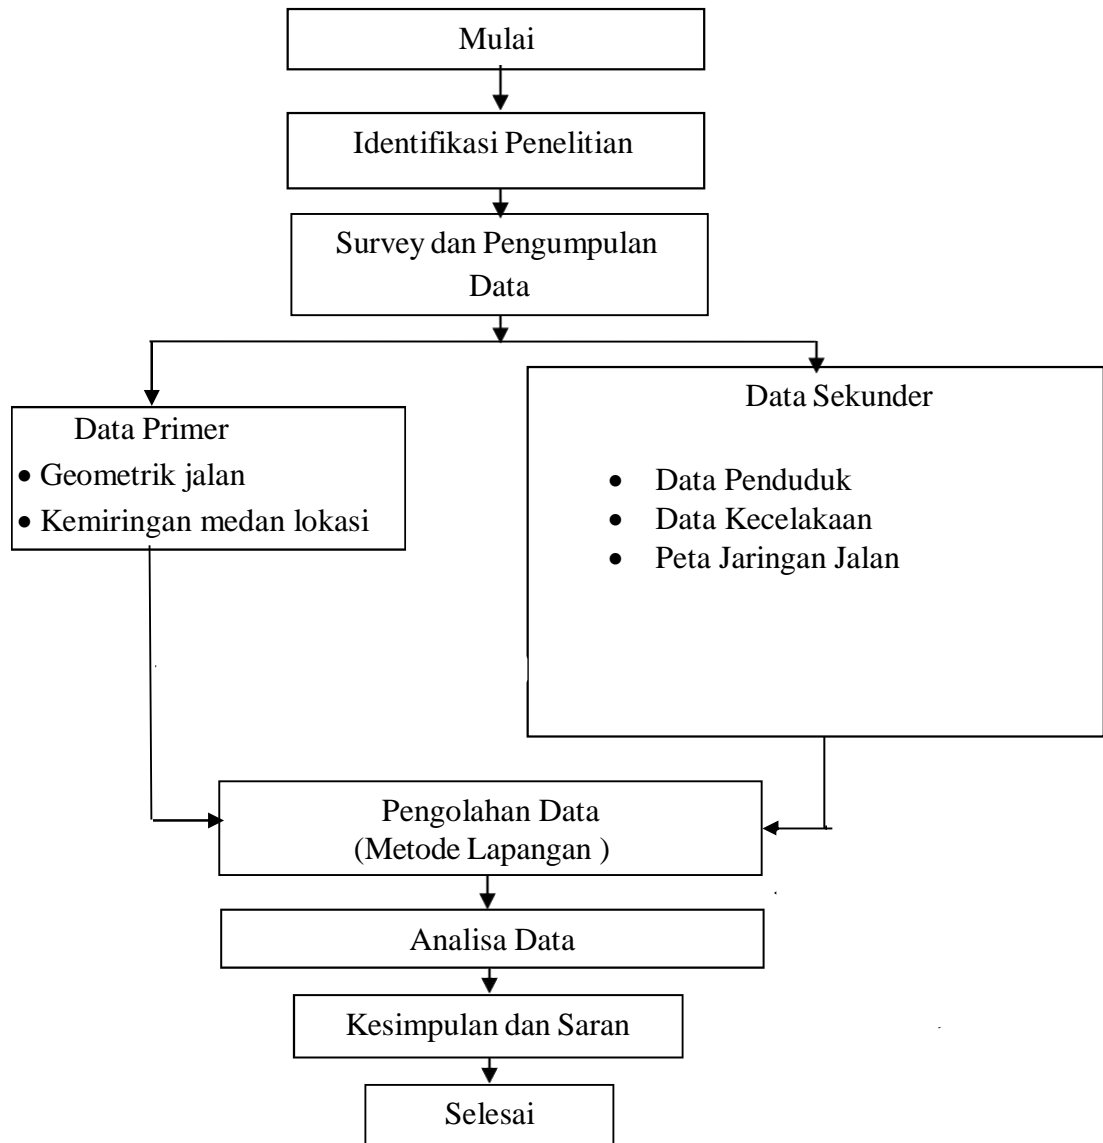 Mulai
Identifikasi Penelitian
Survey dan Pengumpulan
Data
Data Primer
• Geometrik jalan
• Kemiringan medan lokasi
Data Sekunder
• Data Penduduk
• Data Kecelakaan
• Peta Jaringan Jalan
Pengolahan Data
(Metode Lapangan )
Analisa Data
Kesimpulan dan Saran
Selesai